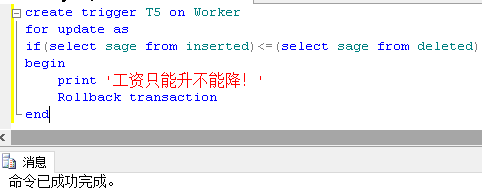 create trigger T5 on Worker
for update as
if(select sage from inserted)<=(select sage from deleted)
begin
print '工资只能升不能降！'
Rollback transaction
end
消息
命令已成功完成。